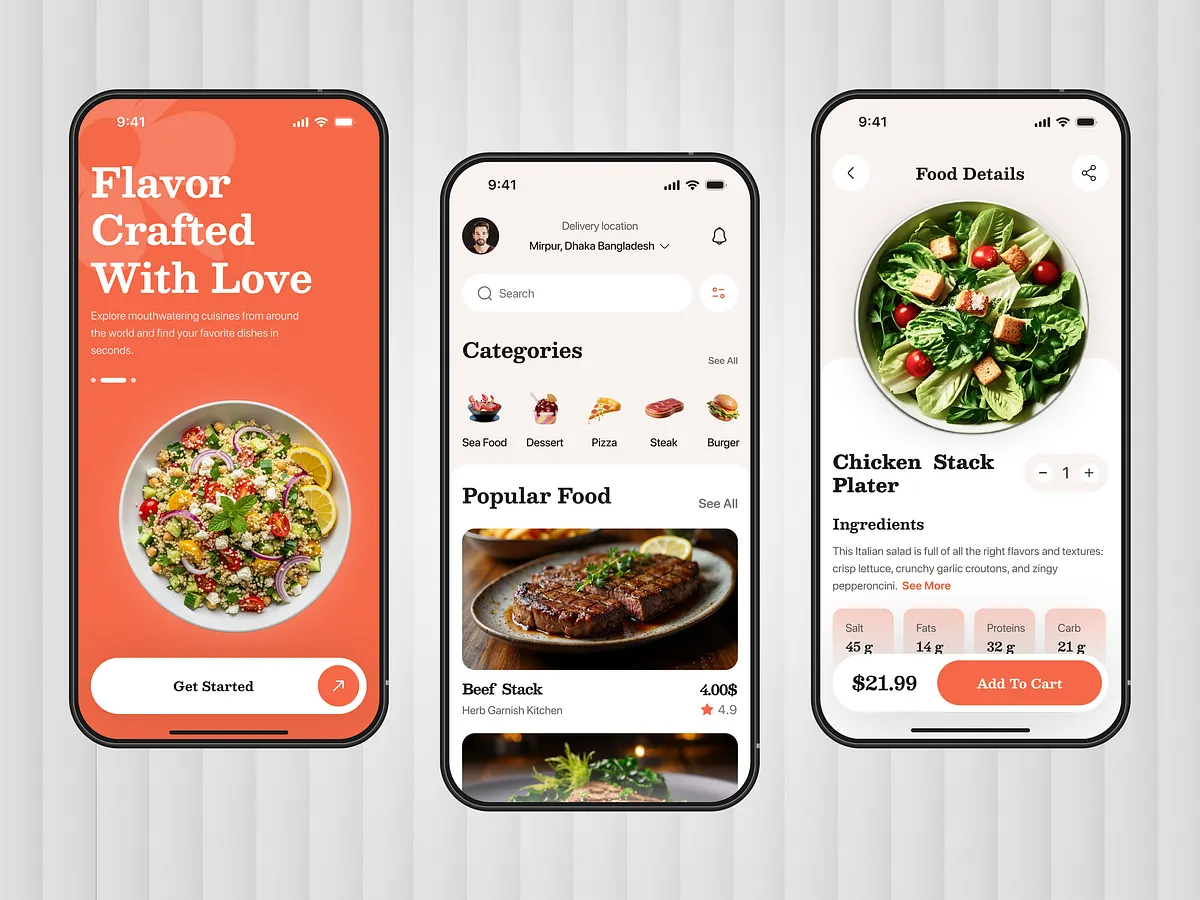 9:41
Flavor
Crafted
With Love
Explore mouthwatering cuisines from around
the world and find your favorite dishes in
seconds.
Get Started
9:41
Delivery location
Mirpur, Dhaka Bangladesh
Search
Categories
See All
Sea Food
Dessert
Pizza
Steak
Burger
Popular Food
See All
Beef Stack
4.00$
Herb Garnish Kitchen
4.9
9:41
Food Details
Chicken Stack
Plater
- 1 +
Ingredients
This Italian salad is full of all the right flavors and textures:
crisp lettuce, crunchy garlic croutons, and zingy
pepperoncini. See More
Salt
45 g
Fats
14 g
Proteins
32 g
Carb
21 g
$21.99
Add To Cart